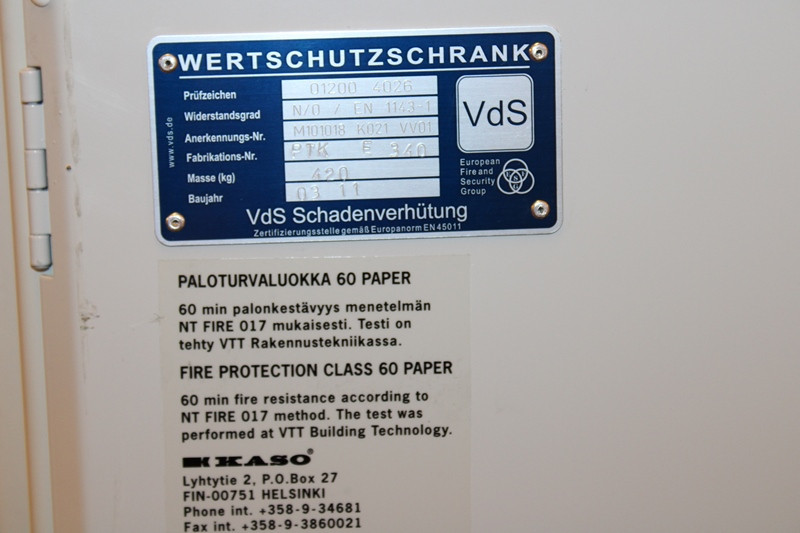 WERTSCHUTZSCHRANK
Prüfzeichen 01200 4026
Widerstandsgrad N/0 / EN 1143-1
Anerkennungs-Nr. M101018 K021 VV01
Fabrikations-Nr. PTK E 340
Masse (kg) 420
Baujahr 03 11
www.vds.de
VdS
European
Fire and
Security
Group
VdS Schadenverhütung
Zertifizierungsstelle gemäß Europanorm EN 45011
PALOTURVALUOKKA 60 PAPER
60 min palonkestävyys menetelmän
NT FIRE 017 mukaisesti. Testi on
tehty VTT Rakennustekniikassa.
FIRE PROTECTION CLASS 60 PAPER
60 min fire resistance according to
NT FIRE 017 method. The test was
performed at VTT Building Technology.
KASO®
Lyhtytie 2, P.O.Box 27
FIN-00751 HELSINKI
Phone int. +358-9-34681
Fax int. +358-9-3860021